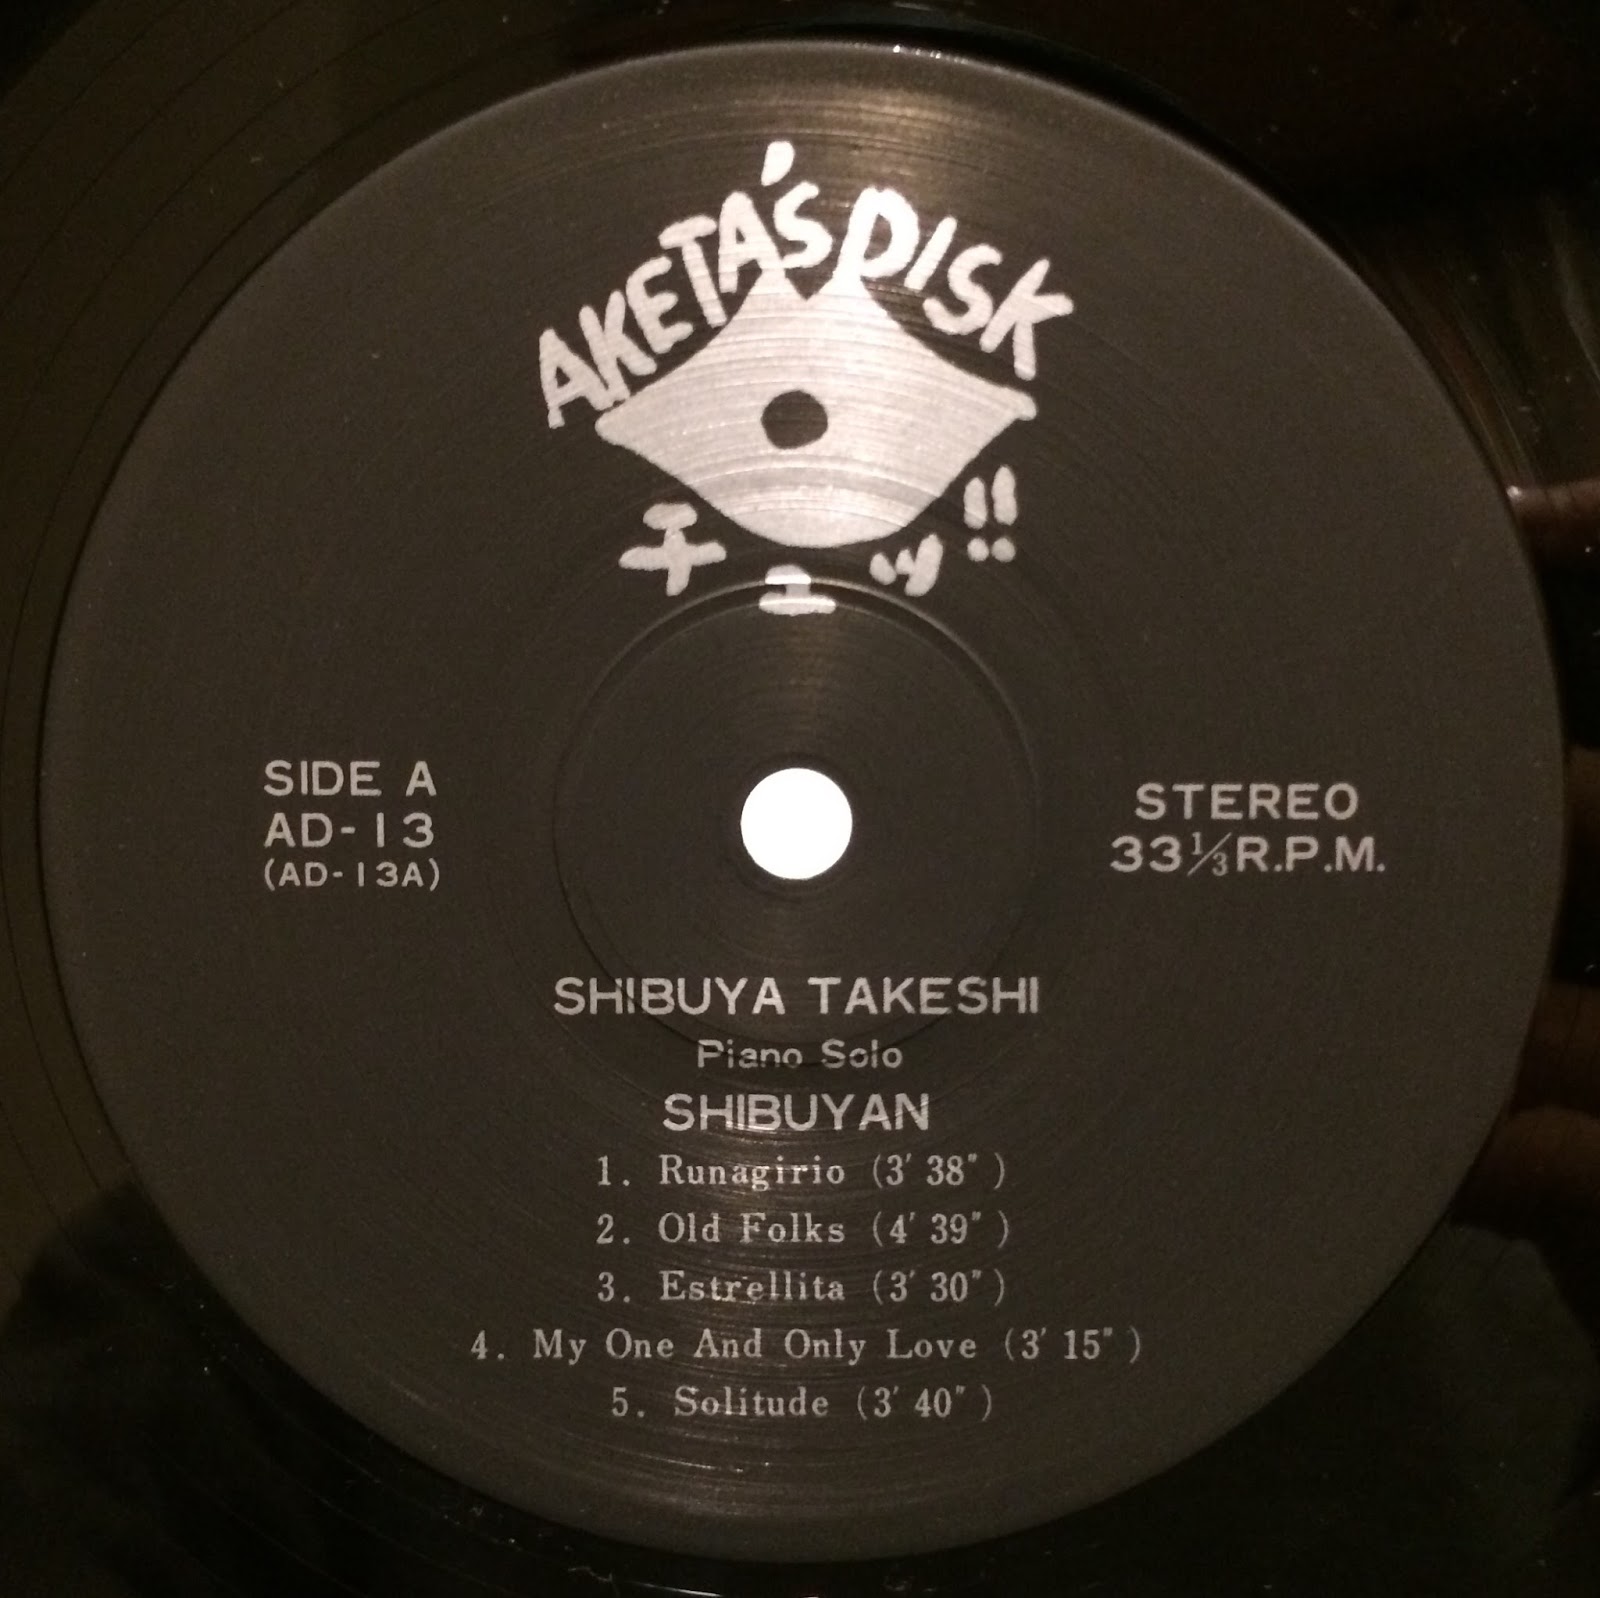 AKETA'S DISK
チュッ!!
SIDE A
AD-13
(AD-13A)
STEREO
33⅓R.P.M.
SHIBUYA TAKESHI
Piano Solo
SHIBUYAN
1. Runagirio (3′38″)
2. Old Folks (4′39″)
3. Estrellita (3′30″)
4. My One And Only Love (3′15″)
5. Solitude (3′40″)